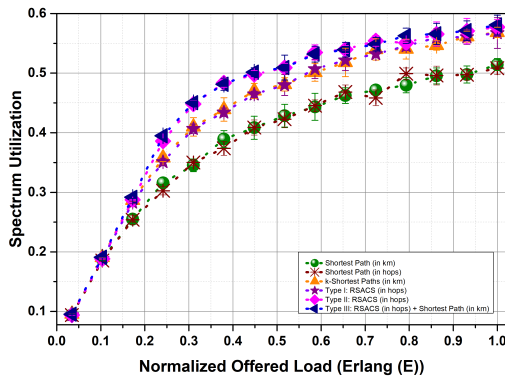 Spectrum Utilization
0.6
0.5
0.4
0.3
0.2
0.1
Shortest Path (in km)
Shortest Path (in hops)
k-Shortest Paths (in km)
Type I: RSACS (in hops)
Type II: RSACS (in hops)
Type III: RSACS (in hops) + Shortest Path (in km)
0.0 0.1 0.2 0.3 0.4 0.5 0.6 0.7 0.8 0.9 1.0
Normalized Offered Load (Erlang (E))